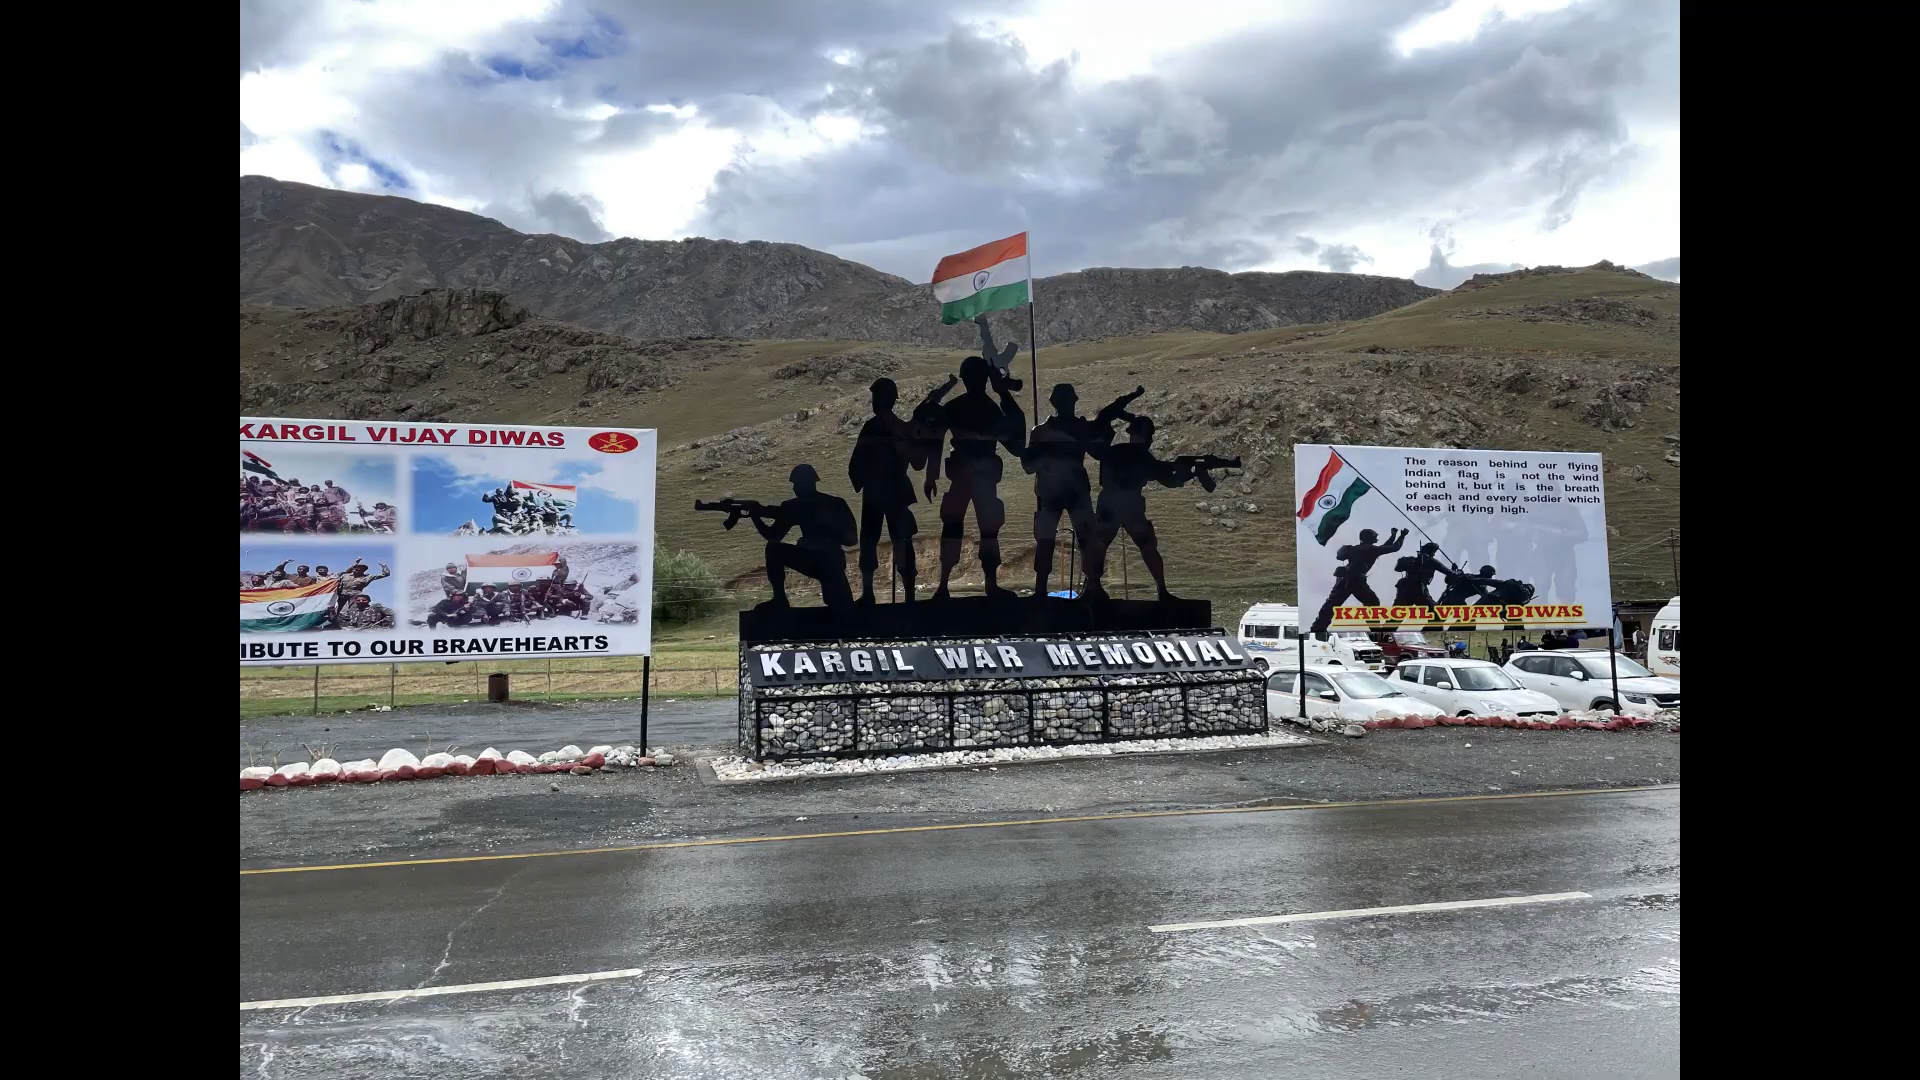 KARGIL VIJAY DIWAS
IBUTE TO OUR BRAVEHEARTS
KARGIL WAR MEMORIAL
The reason behind our flying
Indian flag is not the wind
behind it, but it is the breath
of each and every soldier which
keeps it flying high.
KARGIL VIJAY DIWAS